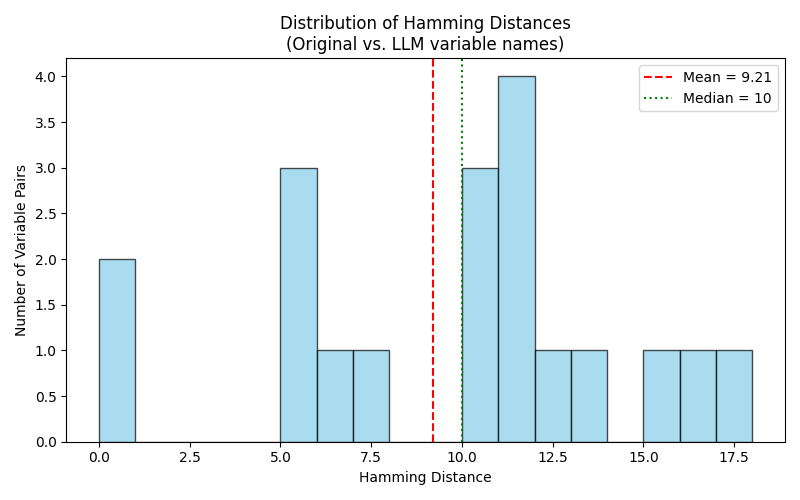 Distribution of Hamming Distances
(Original vs. LLM variable names)
Mean = 9.21
Median = 10
Number of Variable Pairs
4.0
3.5
3.0
2.5
2.0
1.5
1.0
0.5
0.0
0.0 2.5 5.0 7.5 10.0 12.5 15.0 17.5
Hamming Distance